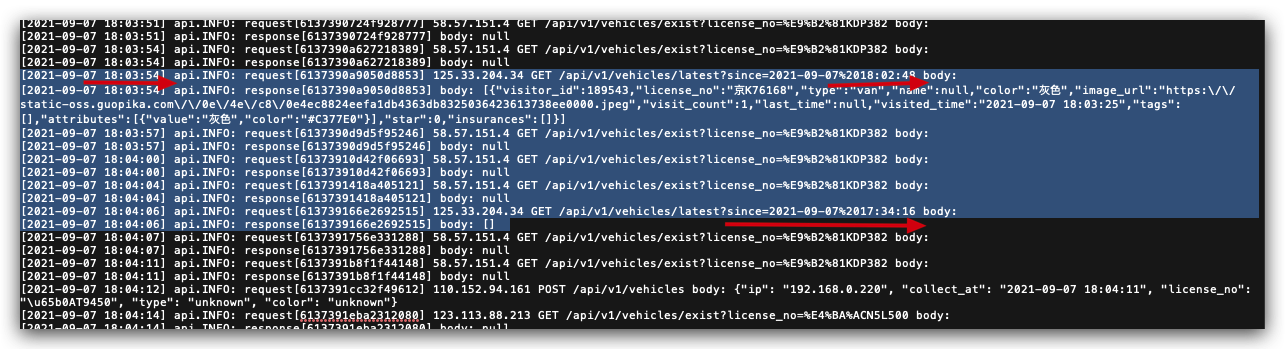 [2021-09-07 18:03:51] api.INFO: request[6137390724f928777] 58.57.151.4 GET /api/v1/vehicles/exist?license_no=%E9%B2%81KDP382 body:
[2021-09-07 18:03:51] api.INFO: response[6137390724f928777] body: null
[2021-09-07 18:03:54] api.INFO: request[6137390a627218389] 58.57.151.4 GET /api/v1/vehicles/exist?license_no=%E9%B2%81KDP382 body:
[2021-09-07 18:03:54] api.INFO: response[6137390a627218389] body: null
[2021-09-07 18:03:54] api.INFO: request[6137390a9050d8853] 125.33.204.34 GET /api/v1/vehicles/latest?since=2021-09-07%2018:02:48 body:
[2021-09-07 18:03:54] api.INFO: response[6137390a9050d8853] body: [{"visitor_id":189543,"license_no":"京K76168","type":"van","name":null,"color":"灰色","image_url":"https:\/\/
static-oss.guopika.com\/\/0e\/4e\/c8\/0e4ec8824eefa1db4363db8325036423613738ee0000.jpeg","visit_count":1,"last_time":null,"visited_time":"2021-09-07 18:03:25","tags":
[],"attributes":[{"value":"灰色","color":"#C377E0"}],"star":0,"insurances":[]}]
[2021-09-07 18:03:57] api.INFO: request[6137390d9d5f95246] 58.57.151.4 GET /api/v1/vehicles/exist?license_no=%E9%B2%81KDP382 body:
[2021-09-07 18:03:57] api.INFO: response[6137390d9d5f95246] body: null
[2021-09-07 18:04:00] api.INFO: request[61373910d42f06693] 58.57.151.4 GET /api/v1/vehicles/exist?license_no=%E9%B2%81KDP382 body:
[2021-09-07 18:04:00] api.INFO: response[61373910d42f06693] body: null
[2021-09-07 18:04:04] api.INFO: request[6137391418a405121] 58.57.151.4 GET /api/v1/vehicles/exist?license_no=%E9%B2%81KDP382 body:
[2021-09-07 18:04:04] api.INFO: response[6137391418a405121] body: null
[2021-09-07 18:04:06] api.INFO: request[613739166e2692515] 125.33.204.34 GET /api/v1/vehicles/latest?since=2021-09-07%2017:34:16 body:
[2021-09-07 18:04:06] api.INFO: response[613739166e2692515] body: []
[2021-09-07 18:04:07] api.INFO: request[6137391756e331288] 58.57.151.4 GET /api/v1/vehicles/exist?license_no=%E9%B2%81KDP382 body:
[2021-09-07 18:04:07] api.INFO: response[6137391756e331288] body: null
[2021-09-07 18:04:11] api.INFO: request[6137391b8f1f44148] 58.57.151.4 GET /api/v1/vehicles/exist?license_no=%E9%B2%81KDP382 body:
[2021-09-07 18:04:11] api.INFO: response[6137391b8f1f44148] body: null
[2021-09-07 18:04:12] api.INFO: request[6137391cc32f49612] 110.152.94.161 POST /api/v1/vehicles body: {"ip": "192.168.0.220", "collect_at": "2021-09-07 18:04:11", "license_no":
"\u65b0AT9450", "type": "unknown", "color": "unknown"}
[2021-09-07 18:04:14] api.INFO: request[6137391eba2312080] 123.113.88.213 GET /api/v1/vehicles/exist?license_no=%E4%BA%ACN5L500 body:
[2021-09-07 18:04:14] api.INFO: response[6137391eba2312080] body: null